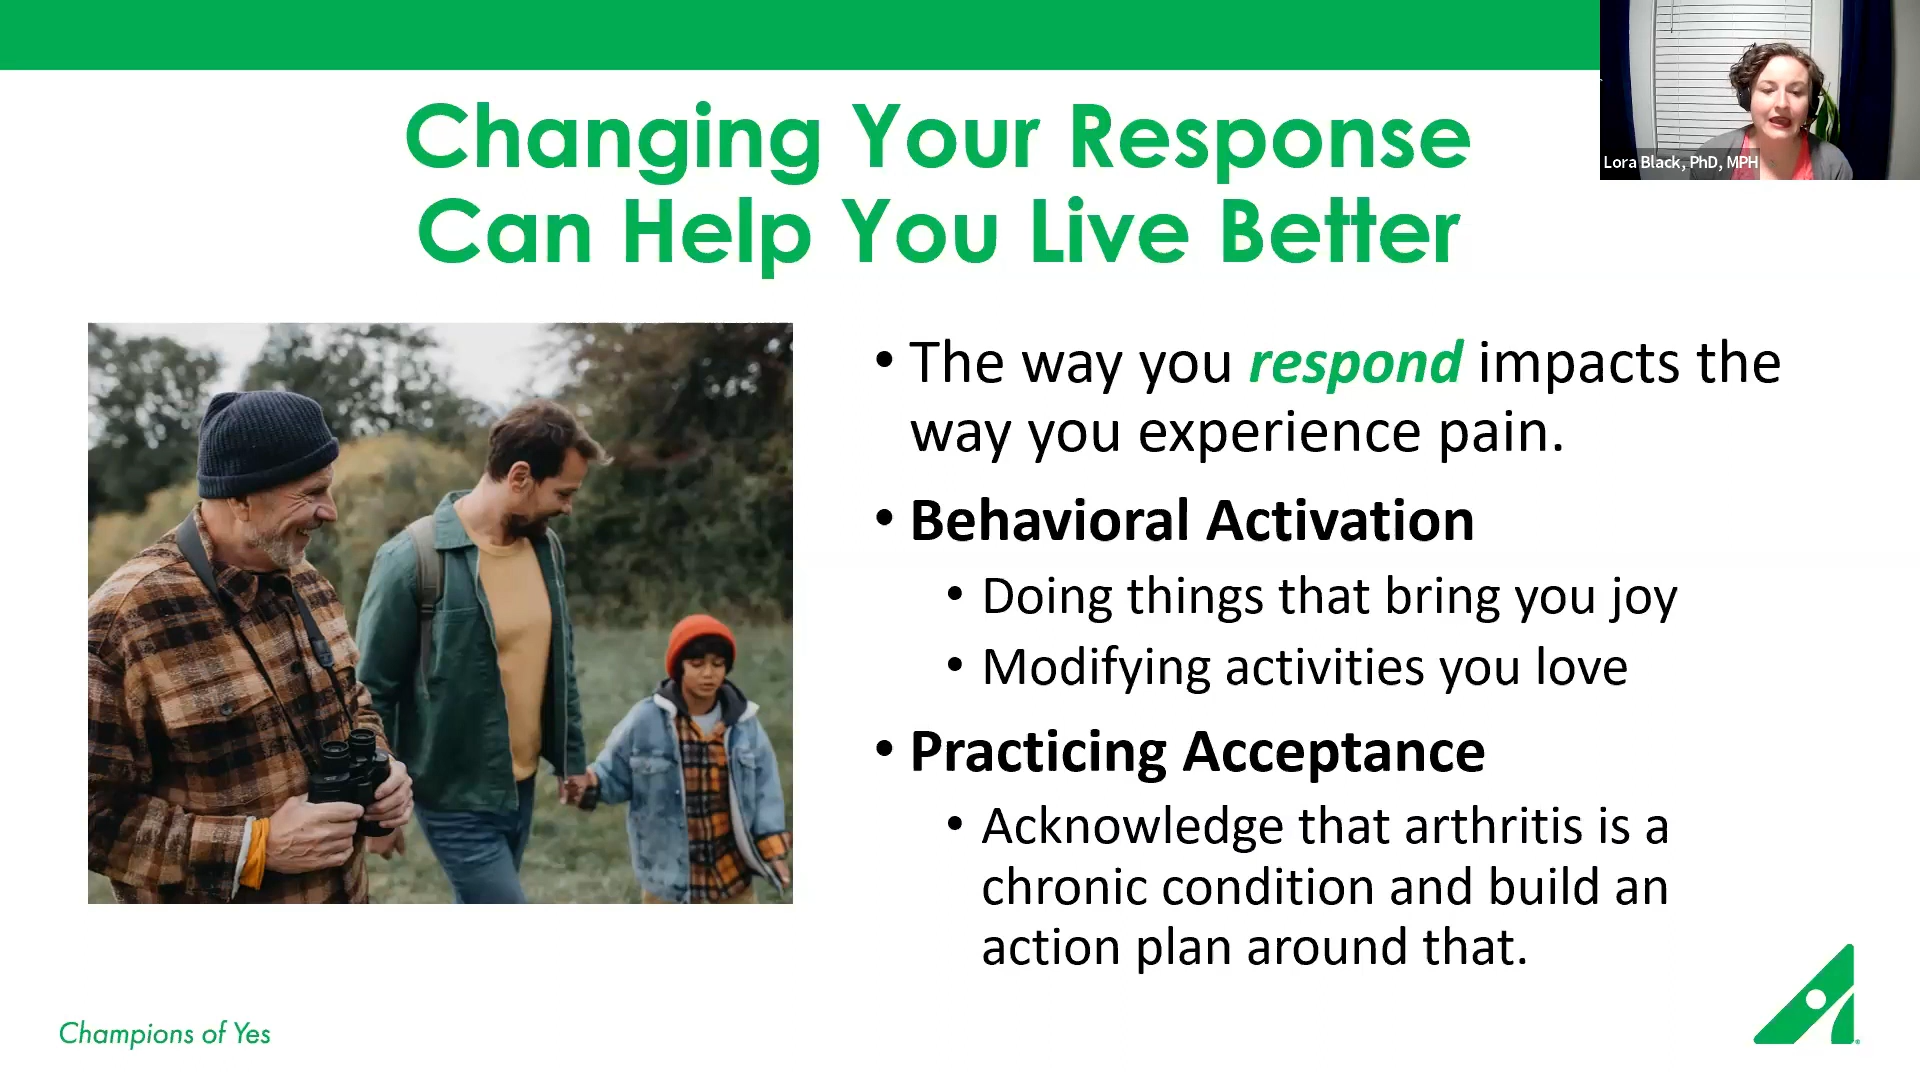 Changing Your Response
Can Help You Live Better
Lora Black, PhD, MPH
• The way you respond impacts the
way you experience pain.
• Behavioral Activation
• Doing things that bring you joy
• Modifying activities you love
• Practicing Acceptance
• Acknowledge that arthritis is a
chronic condition and build an
action plan around that.
Champions of Yes